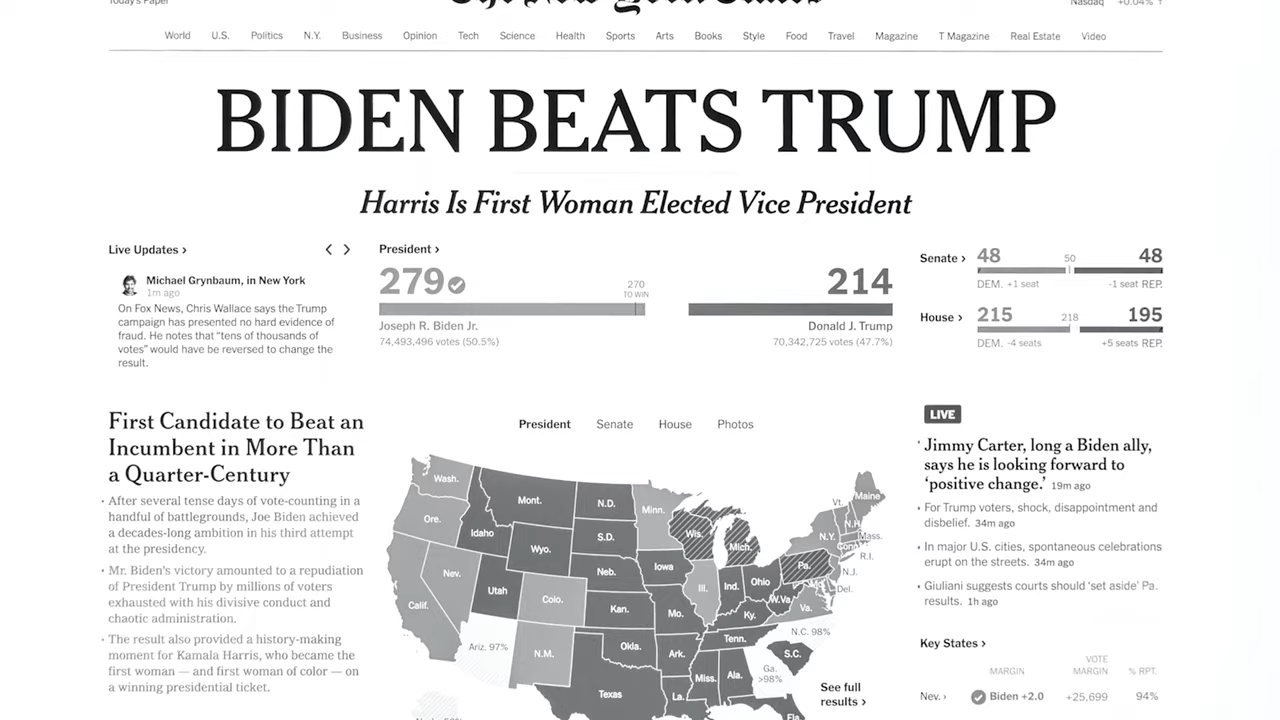 Today's Paper
The New York Times
Nasdaq +0.04% ↑
World U.S. Politics N.Y. Business Opinion Tech Science Health Sports Arts Books Style Food Travel Magazine T Magazine Real Estate Video
BIDEN BEATS TRUMP
Harris Is First Woman Elected Vice President
Live Updates ›
Michael Grynbaum, in New York
1m ago
On Fox News, Chris Wallace says the Trump
campaign has presented no hard evidence of
fraud. He notes that “tens of thousands of
votes” would have be reversed to change the
result.
President ›
279
270
TO WIN
214
Joseph R. Biden Jr.
Donald J. Trump
74,493,496 votes (50.5%)
70,342,725 votes (47.7%)
Senate › 48 50 48
DEM. +1 seat -1 seat REP.
House › 215 218 195
DEM. -4 seats +5 seats REP.
First Candidate to Beat an
Incumbent in More Than
a Quarter-Century
• After several tense days of vote-counting in a
handful of battlegrounds, Joe Biden achieved
a decades-long ambition in his third attempt
at the presidency.
• Mr. Biden's victory amounted to a repudiation
of President Trump by millions of voters
exhausted with his divisive conduct and
chaotic administration.
• The result also provided a history-making
moment for Kamala Harris, who became the
first woman — and first woman of color — on
a winning presidential ticket.
President Senate House Photos
Wash.
Mont.
N.D.
Minn.
Vt.
Maine
Ore.
Idaho
S.D.
Wis.
Mich.
N.Y.
N.H.
Mass.
Conn.
R.I.
Wyo.
Neb.
Iowa
Pa.
N.J.
Nev.
Utah
Colo.
Ill.
Ind.
Ohio
Md.
Del.
Calif.
Kan.
Mo.
W.Va.
Va.
Ky.
N.C. 98%
Ariz. 97%
N.M.
Okla.
Ark.
Tenn.
S.C.
Texas
La.
Miss.
Ala.
Ga.
>98%
Fla.
See full
results ›
LIVE
• Jimmy Carter, long a Biden ally,
says he is looking forward to
‘positive change.’ 19m ago
• For Trump voters, shock, disappointment and
disbelief. 34m ago
• In major U.S. cities, spontaneous celebrations
erupt on the streets. 34m ago
• Giuliani suggests courts should ‘set aside’ Pa.
results. 1h ago
Key States ›
MARGIN
VOTE
MARGIN
% RPT.
Nev. › Biden +2.0 +25,699 94%